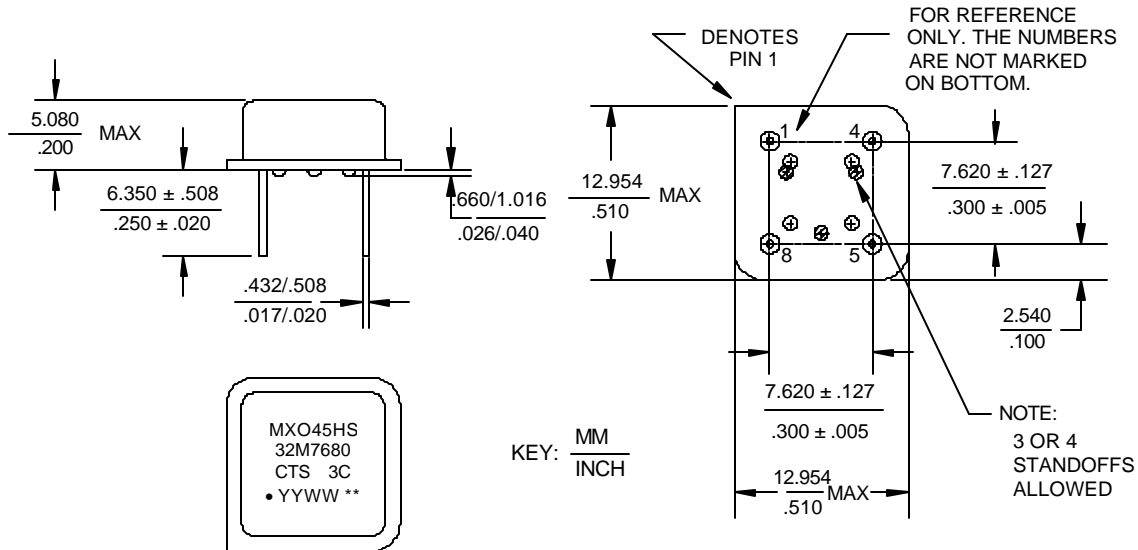 DENOTES
PIN 1
FOR REFERENCE
ONLY. THE NUMBERS
ARE NOT MARKED
ON BOTTOM.
5.080
.200
MAX
6.350 ± .508
.250 ± .020
.660/1.016
.026/.040
.432/.508
.017/.020
12.954
.510
MAX
1
4
8
5
7.620 ± .127
.300 ± .005
2.540
.100
7.620 ± .127
.300 ± .005
12.954
.510
MAX
NOTE:
3 OR 4
STANDOFFS
ALLOWED
MXO45HS
32M7680
CTS 3C
• YYWW **
KEY:
MM
INCH